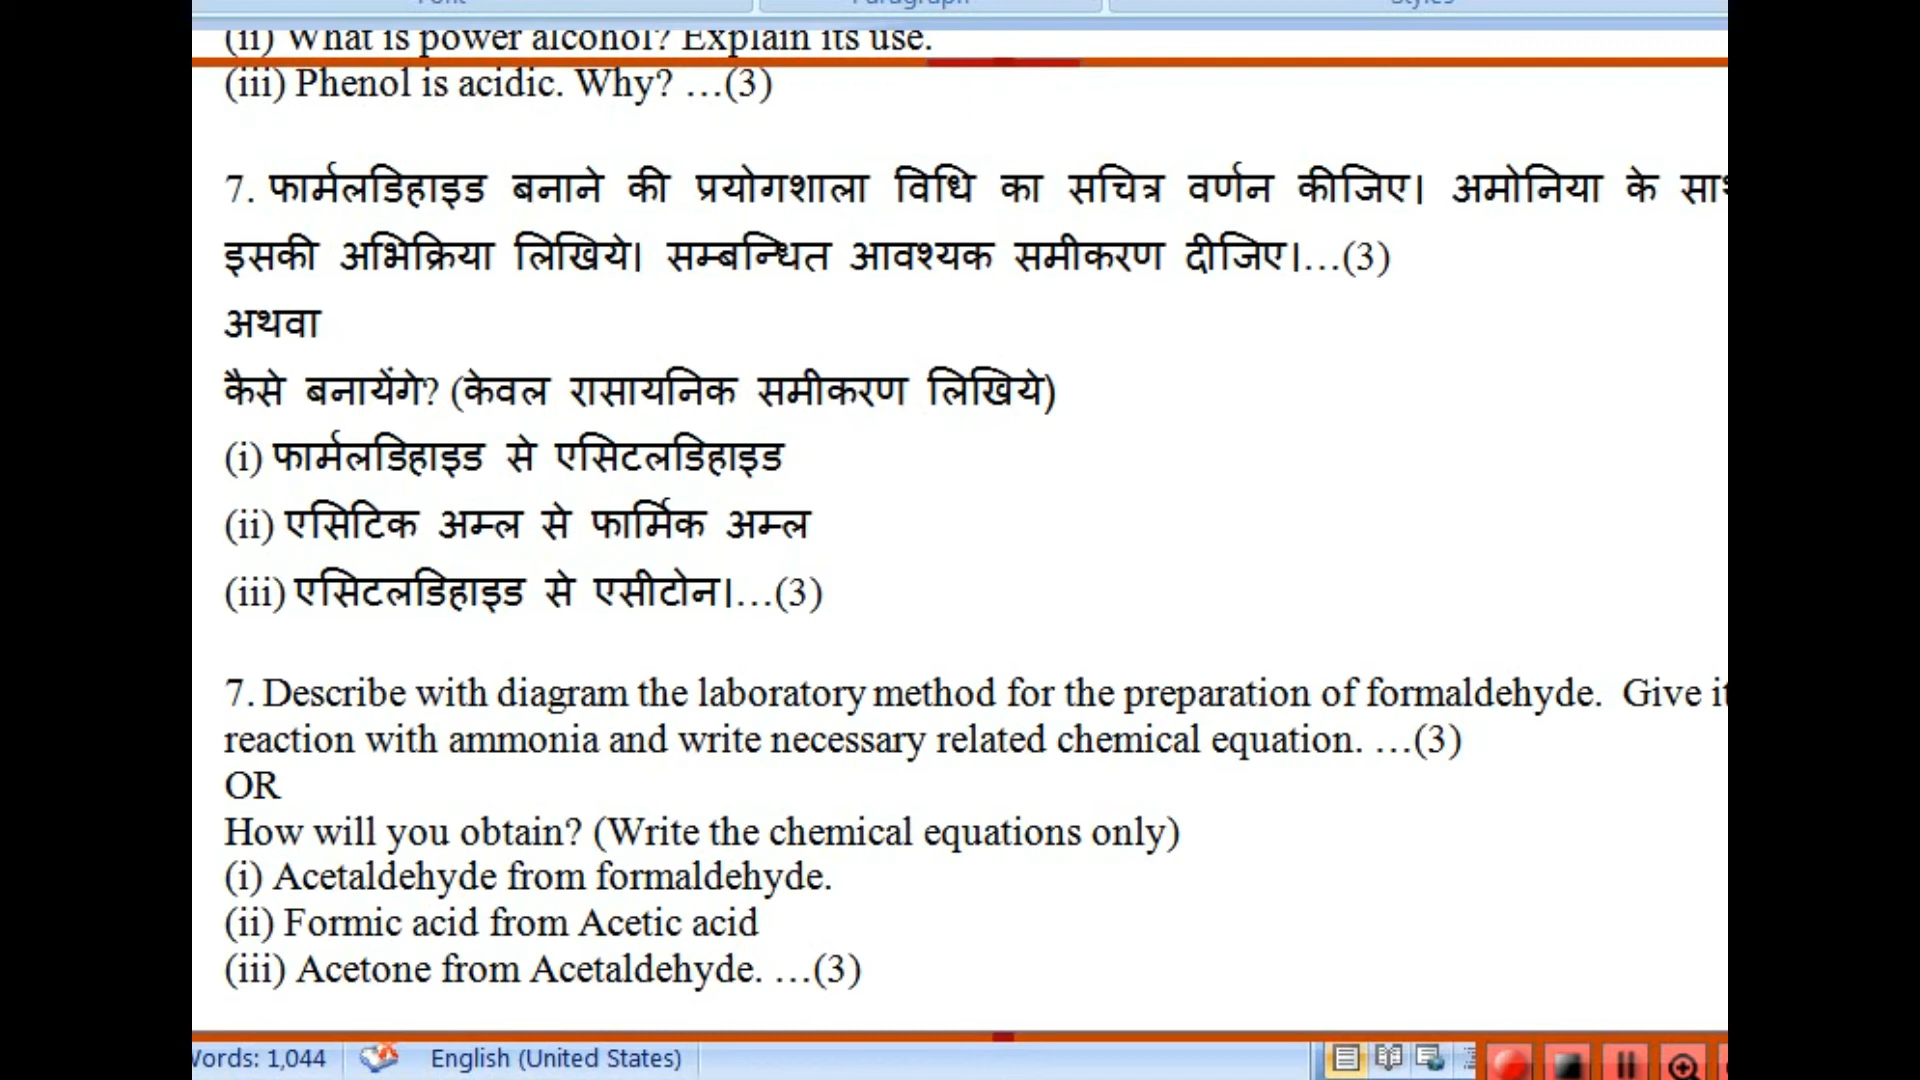 Font Paragraph Styles
(ii) What is power alcohol? Explain its use.
(iii) Phenol is acidic. Why? …(3)
7. फार्मलडिहाइड बनाने की प्रयोगशाला विधि का सचित्र वर्णन कीजिए। अमोनिया के
इसकी अभिक्रिया लिखिये। सम्बन्धित आवश्यक समीकरण दीजिए।…(3)
अथवा
कैसे बनायेंगे? (केवल रासायनिक समीकरण लिखिये)
(i) फार्मलडिहाइड से एसिटलडिहाइड
(ii) एसिटिक अम्ल से फार्मिक अम्ल
(iii) एसिटलडिहाइड से एसीटोन।…(3)
7. Describe with diagram the laboratory method for the preparation of formaldehyde. Give it
reaction with ammonia and write necessary related chemical equation. …(3)
OR
How will you obtain? (Write the chemical equations only)
(i) Acetaldehyde from formaldehyde.
(ii) Formic acid from Acetic acid
(iii) Acetone from Acetaldehyde. …(3)
Words: 1,044 English (United States)